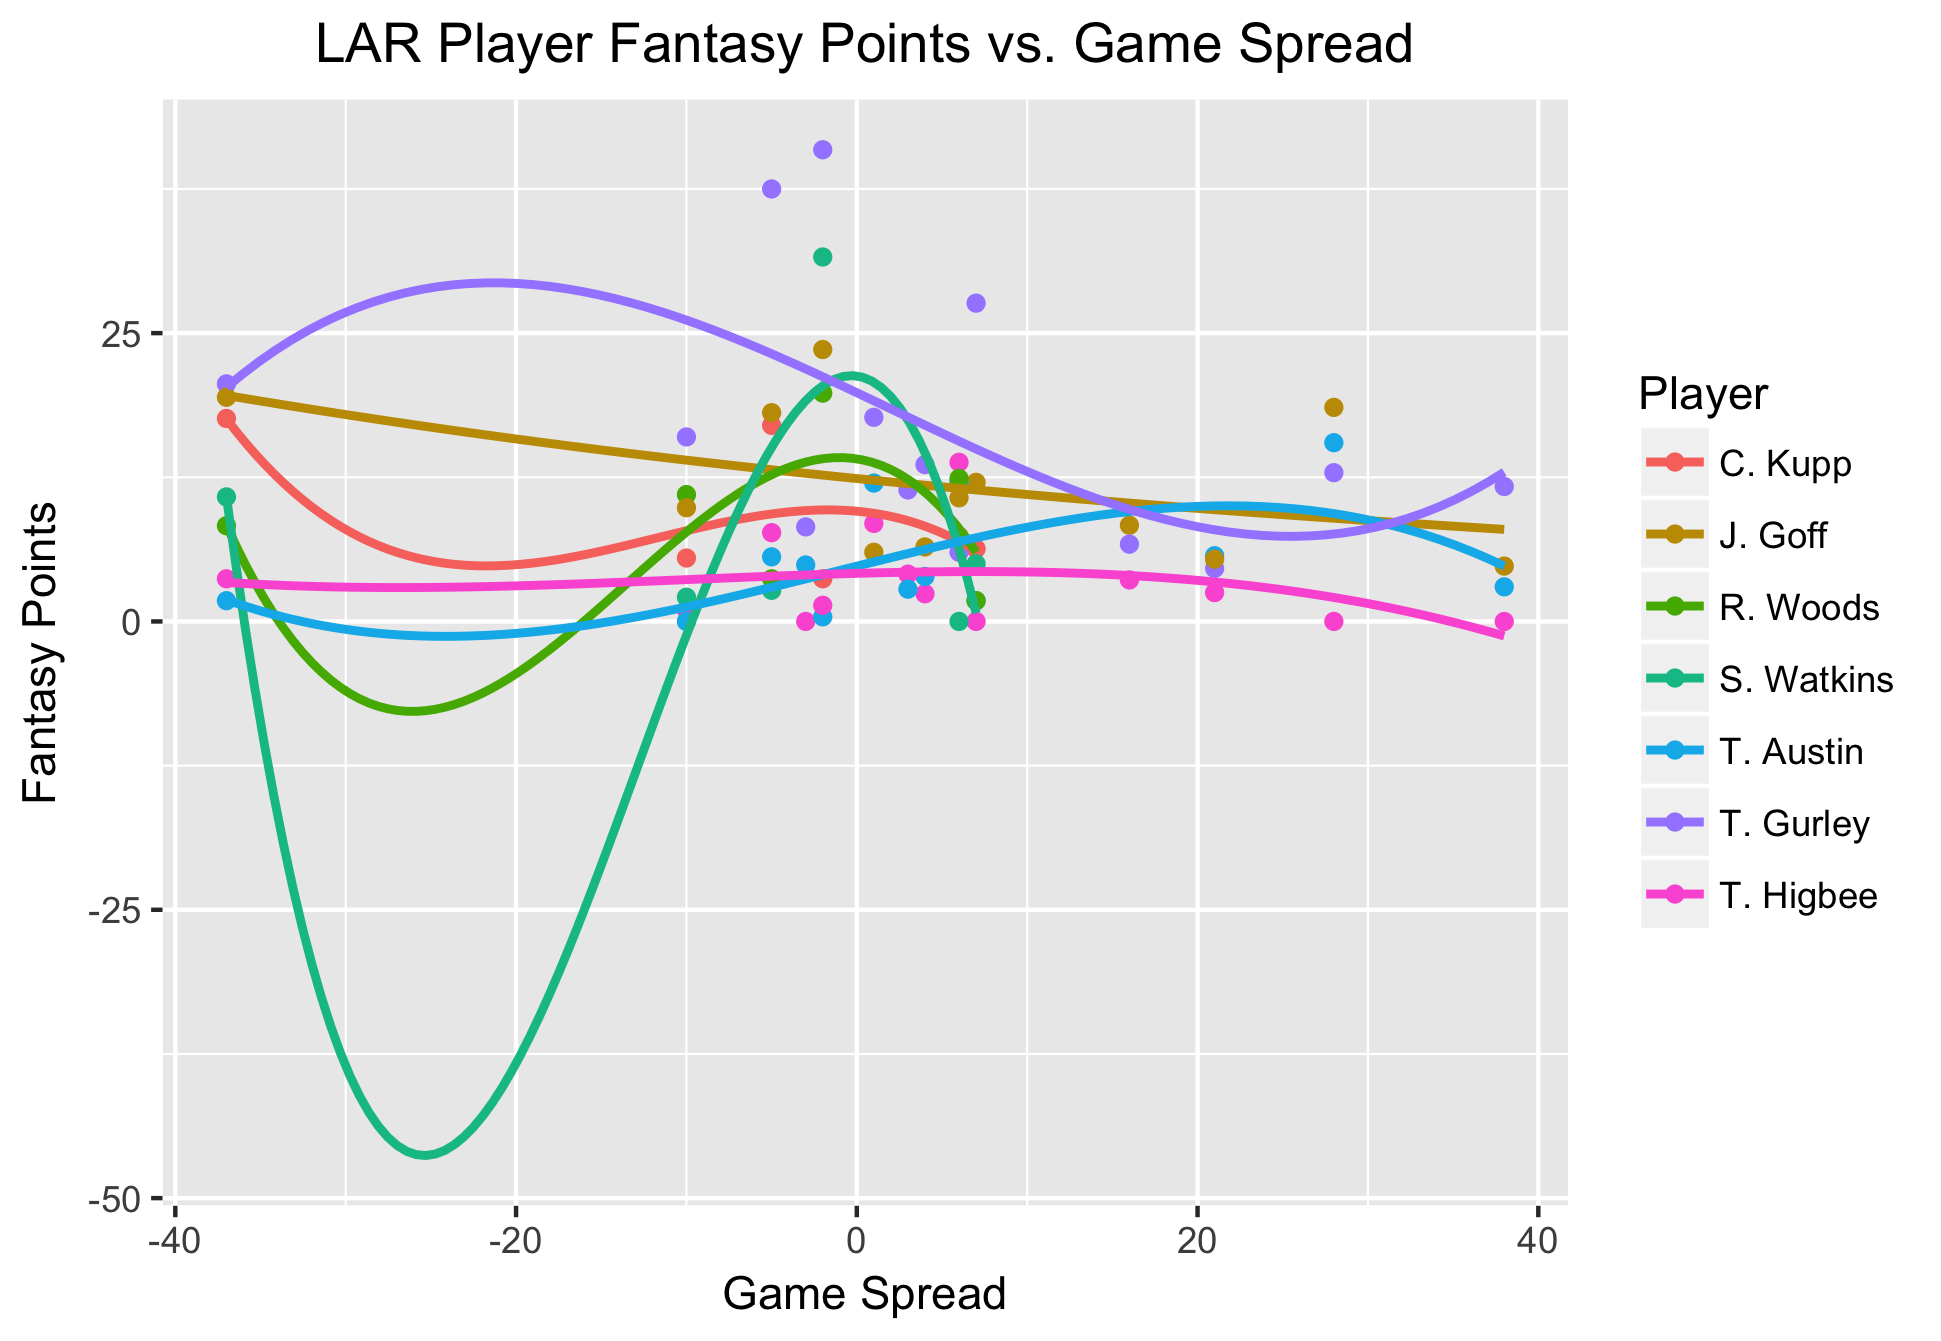 LAR Player Fantasy Points vs. Game Spread
Fantasy Points
25
0
-25
-50
-40
-20
0
20
40
Game Spread
Player
C. Kupp
J. Goff
R. Woods
S. Watkins
T. Austin
T. Gurley
T. Higbee